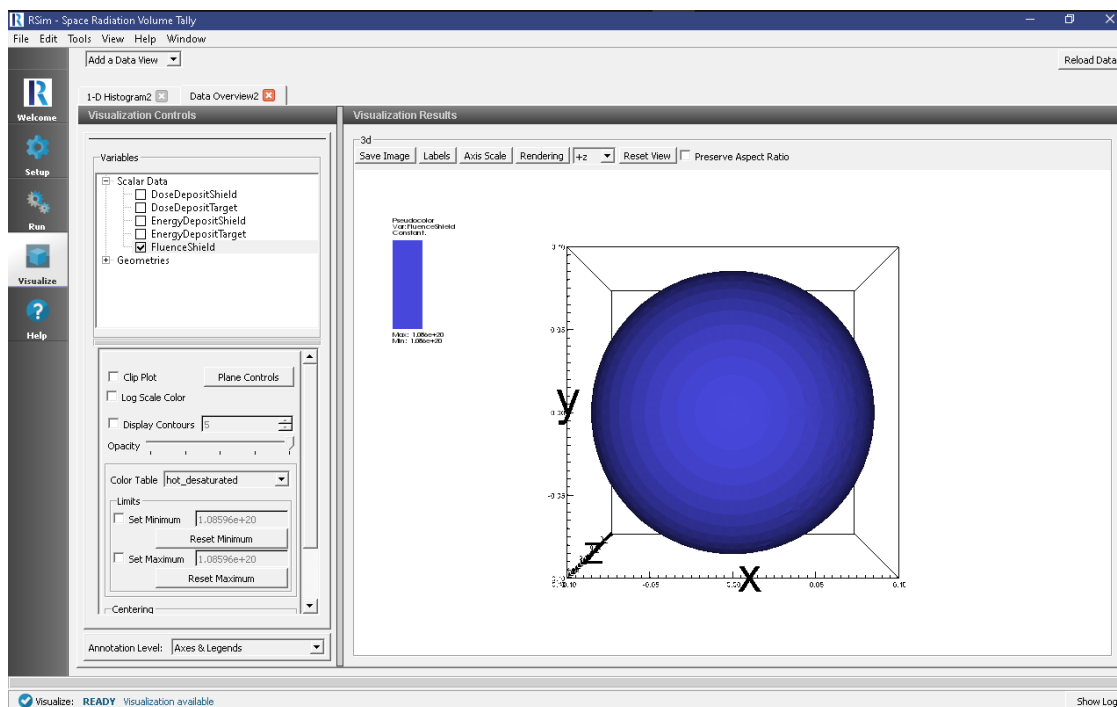 RSim - Space Radiation Volume Tally
File Edit Tools View Help Window
Add a Data View
Reload Data
Welcome
Setup
Run
Visualize
Help
1-D Histogram2
Data Overview2
Visualization Controls
Variables
Scalar Data
DoseDepositShield
DoseDepositTarget
EnergyDepositShield
EnergyDepositTarget
FluenceShield
Geometries
Clip Plot
Plane Controls
Log Scale Color
Display Contours 5
Opacity
Color Table hot_desaturated
Limits
Set Minimum 1.08596e+20
Reset Minimum
Set Maximum 1.08596e+20
Reset Maximum
Centering
Annotation Level: Axes & Legends
Visualization Results
3d
Save Image Labels Axis Scale Rendering +z Reset View Preserve Aspect Ratio
Pseudocolor
Var: FluenceShield
Constant.
Max: 1.086e+20
Min: 1.086e+20
y
z
x
-0.05
0.00
0.05
0.10
Visualize: READY Visualization available
Show Log